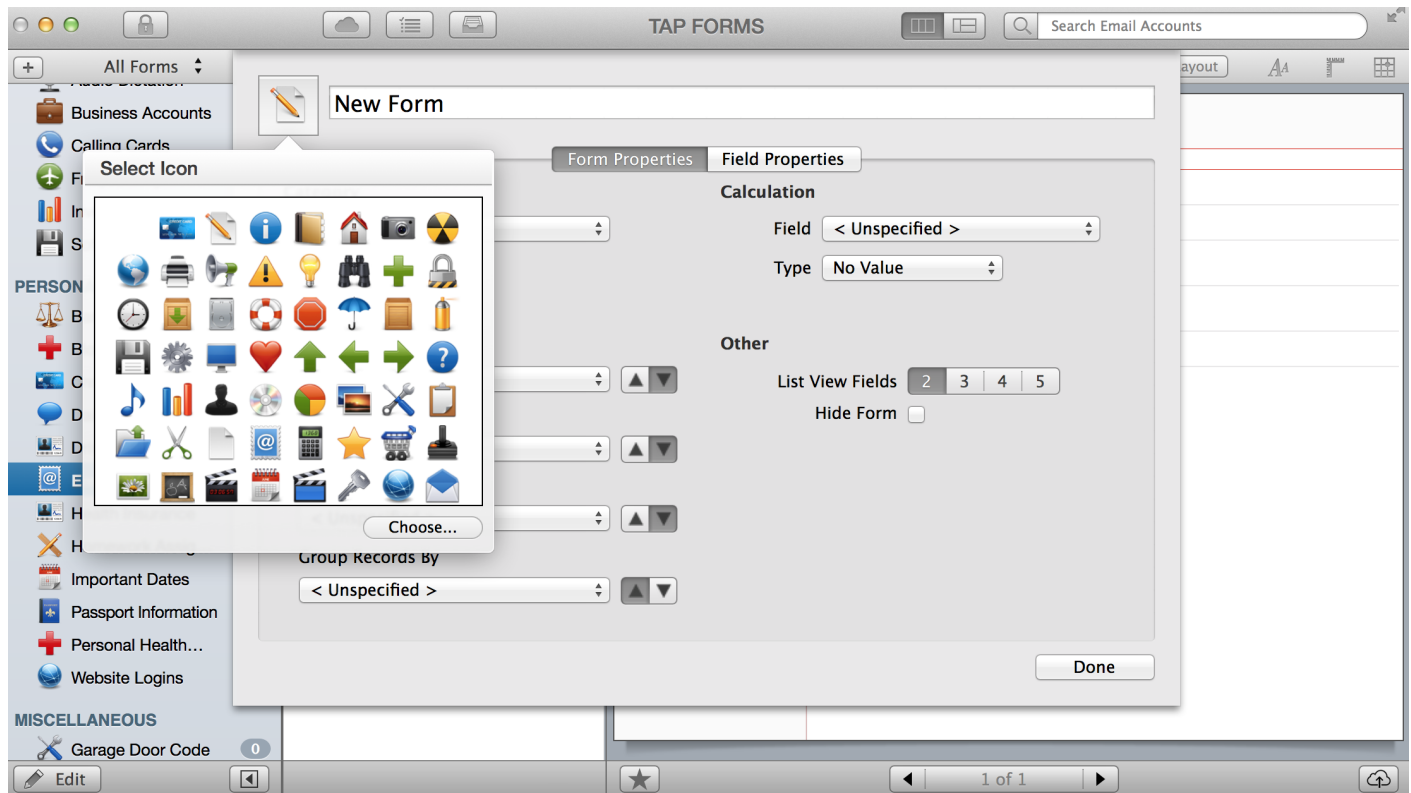 TAP FORMS
Search Email Accounts
All Forms
ayout
New Form
Business Accounts
Calling Cards
Select Icon
Form Properties
Field Properties
Calculation
Field
< Unspecified >
Type
No Value
PERSON
B
B
C
D
D
E
H
H
Other
List View Fields
2
3
4
5
Hide Form
Choose...
Group Records By
< Unspecified >
Important Dates
Passport Information
Personal Health…
Website Logins
Done
MISCELLANEOUS
Garage Door Code
0
Edit
1 of 1